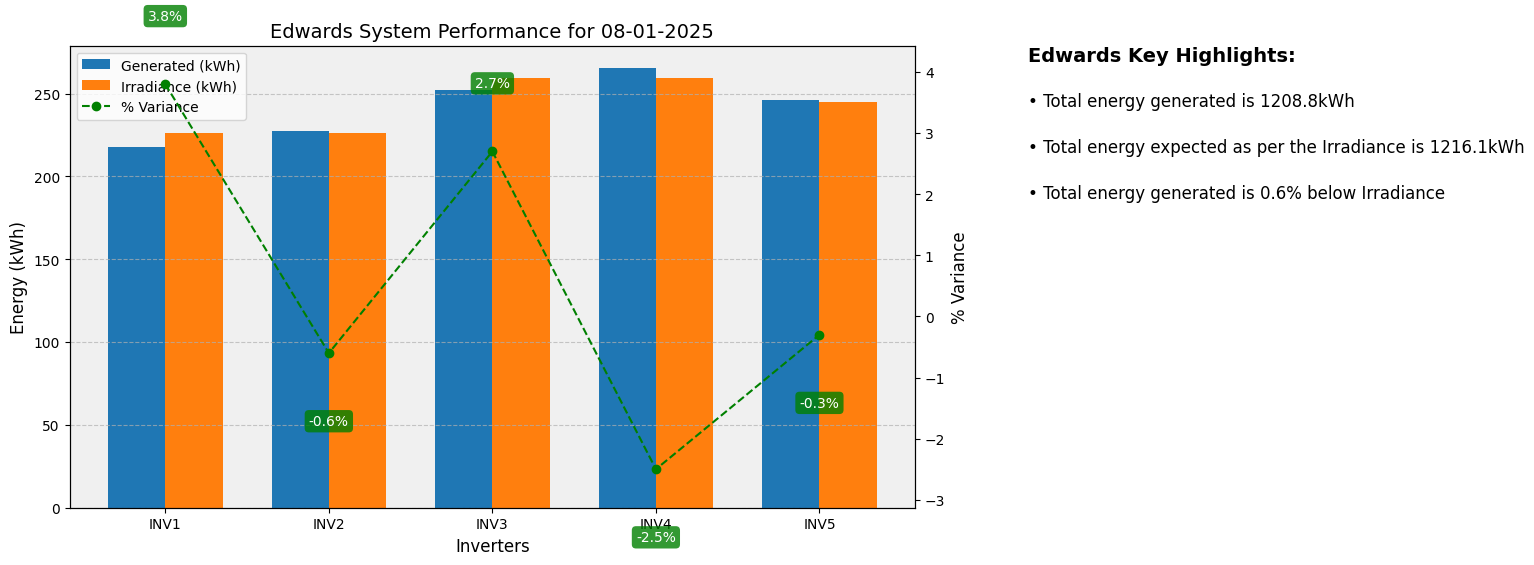 3.8%
Edwards System Performance for 08-01-2025
Generated (kWh)
Irradiance (kWh)
% Variance
2.7%
-0.6%
-0.3%
-2.5%
Energy (kWh)
250
200
150
100
50
0
INV1 INV2 INV3 INV4 INV5
Inverters
4
3
2
1
0
−1
−2
−3
% Variance
Edwards Key Highlights:
• Total energy generated is 1208.8kWh
• Total energy expected as per the Irradiance is 1216.1kWh
• Total energy generated is 0.6% below Irradiance